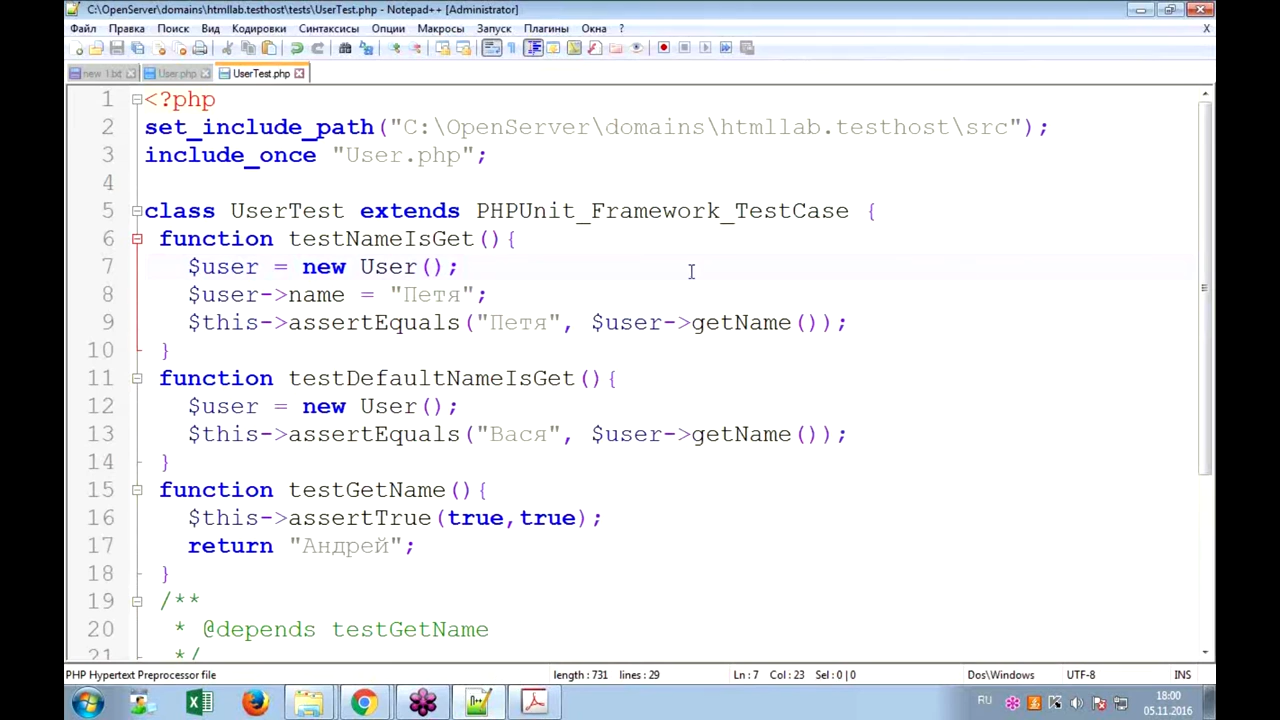 C:\OpenServer\domains\htmllab.testhost\tests\UserTest.php - Notepad++ [Administrator]
Файл Правка Поиск Вид Кодировки Синтаксисы Опции Макросы Запуск Плагины Окна ? X
new 1.txt User.php UserTest.php
1 <?php
2 set_include_path("C:\OpenServer\domains\htmllab.testhost\src");
3 include_once "User.php";
4
5 class UserTest extends PHPUnit_Framework_TestCase {
6 function testNameIsGet(){
7 $user = new User();
8 $user->name = "Петя";
9 $this->assertEquals("Петя", $user->getName());
10 }
11 function testDefaultNameIsGet(){
12 $user = new User();
13 $this->assertEquals("Вася", $user->getName());
14 }
15 function testGetName(){
16 $this->assertTrue(true,true);
17 return "Андрей";
18 }
19 /**
20 * @depends testGetName
21 */
PHP Hypertext Preprocessor file length : 731 lines : 29 Ln : 7 Col : 23 Sel : 0 | 0 Dos\Windows UTF-8 INS
RU 18:00
05.11.2016